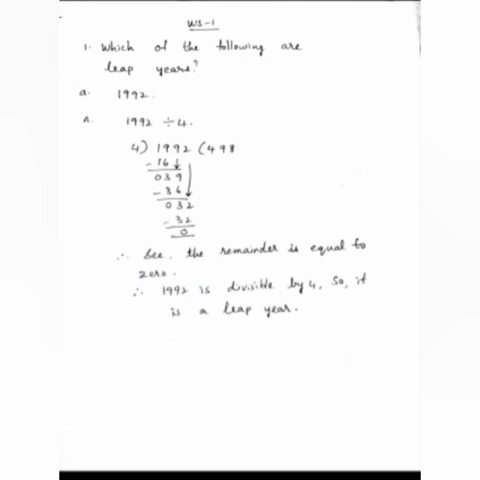 WS-1
1. Which of the following are
leap years?
a. 1992.
A. 1992 ÷ 4.
4) 1992 (498
- 16
039
- 36
032
- 32
0
∴ See, the remainder is equal to
zero.
∴ 1992 is divisible by 4, So, it
is a leap year.